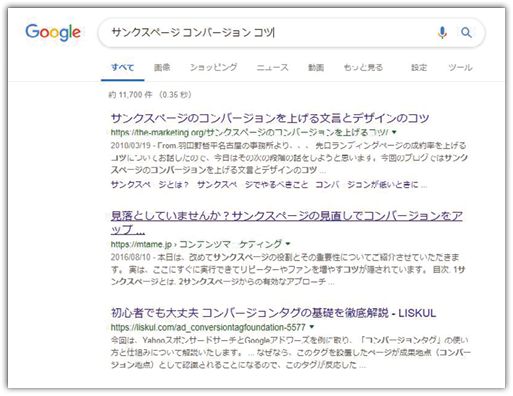 Google
サンクスページ コンバージョン コツ
すべて 画像 ショッピング ニュース 動画 もっと見る 設定 ツール
約 11,700 件 (0.35 秒)
サンクスページのコンバージョンを上げる文言とデザインのコツ
https://the-marketing.org/サンクスページのコンバージョンを上げるコツ/
2018/03/19 - From:羽田野哲平名古屋の事務所より、、、 先日ランディングページの成約率を上げる
コツについてお話したので、今日はその次の段階の話をしようと思います。今回のブログではサンク
スページのコンバージョンを上げる文言とデザインのコツ ...
サンクスページとは? サンクスページでやるべきこと コンバージョンが低いときに ...
見落としていませんか?サンクスページの見直しでコンバージョンをア
ップ ...
https://mtame.jp › コンテンツマーケティング
2016/08/10 - 本日は、改めてサンクスページの役割とその重要性についてご紹介させていただきま
す。 実は、ここにすぐに実行できてリピーターやファンを増やすコツが隠されています。 目次. 1サ
ンクスページとは. 2サンクスページからの有効なアプローチ ...
初心者でも大丈夫 コンバージョンタグの基礎を徹底解説 - LISKUL
https://liskul.com/ad_conversiontagfoundation-5577
今回は、YahooスポンサードサーチとGoogleアドワーズを例に取り、「コンバージョンタグ」の使い
方と仕組みについて解説いたします。 ... なぜなら、このタグを設置したページが成果地点(コンバー
ジョン地点)として認識されることになるので、このタグが反応した ...